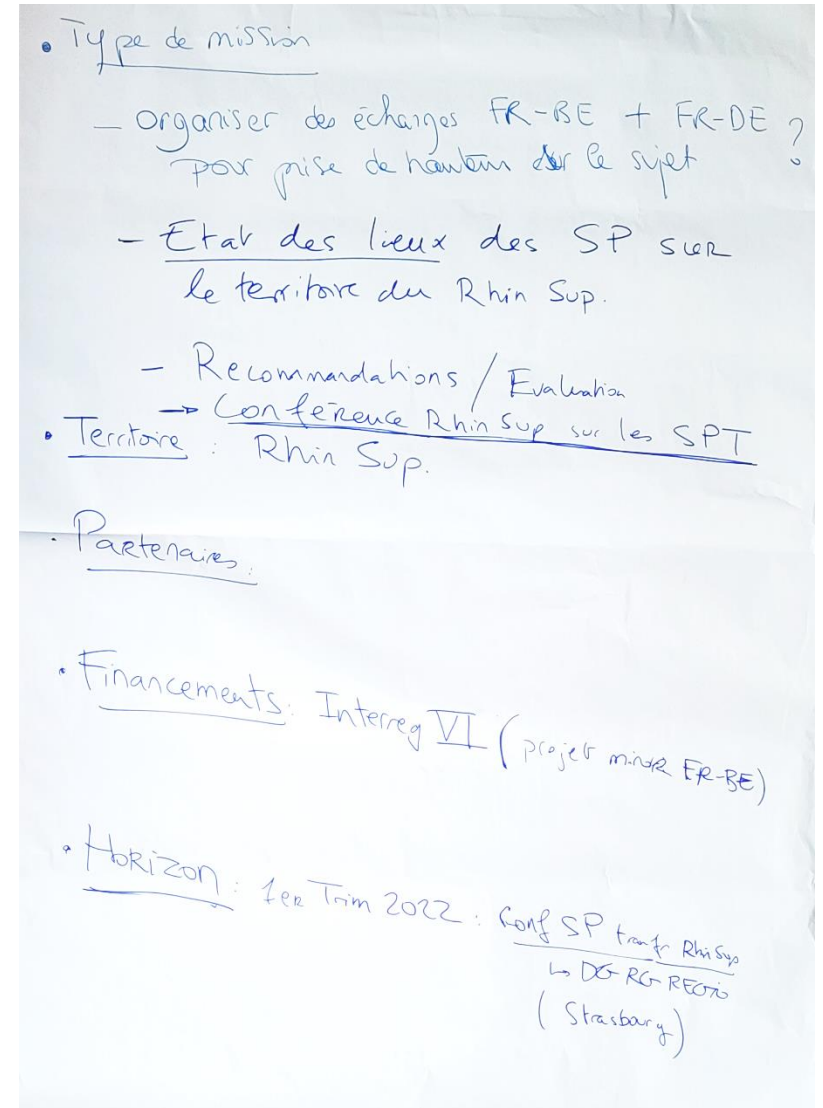 • Type de mission
– Organiser des échanges FR-BE + FR-DE ?
pour prise de hauteur sur le sujet
– Etat des lieux des SP sur
le territoire du Rhin Sup.
– Recommandations / Evaluation
→ Conférence Rhin Sup sur les SPT
• Territoire : Rhin Sup.
• Partenaires :
• Financements : Interreg VI (projet miroir FR-BE)
• Horizon : 1er Trim 2022 : Conf SP transfr Rhin Sup
↳ DG REGIO
(Strasbourg)